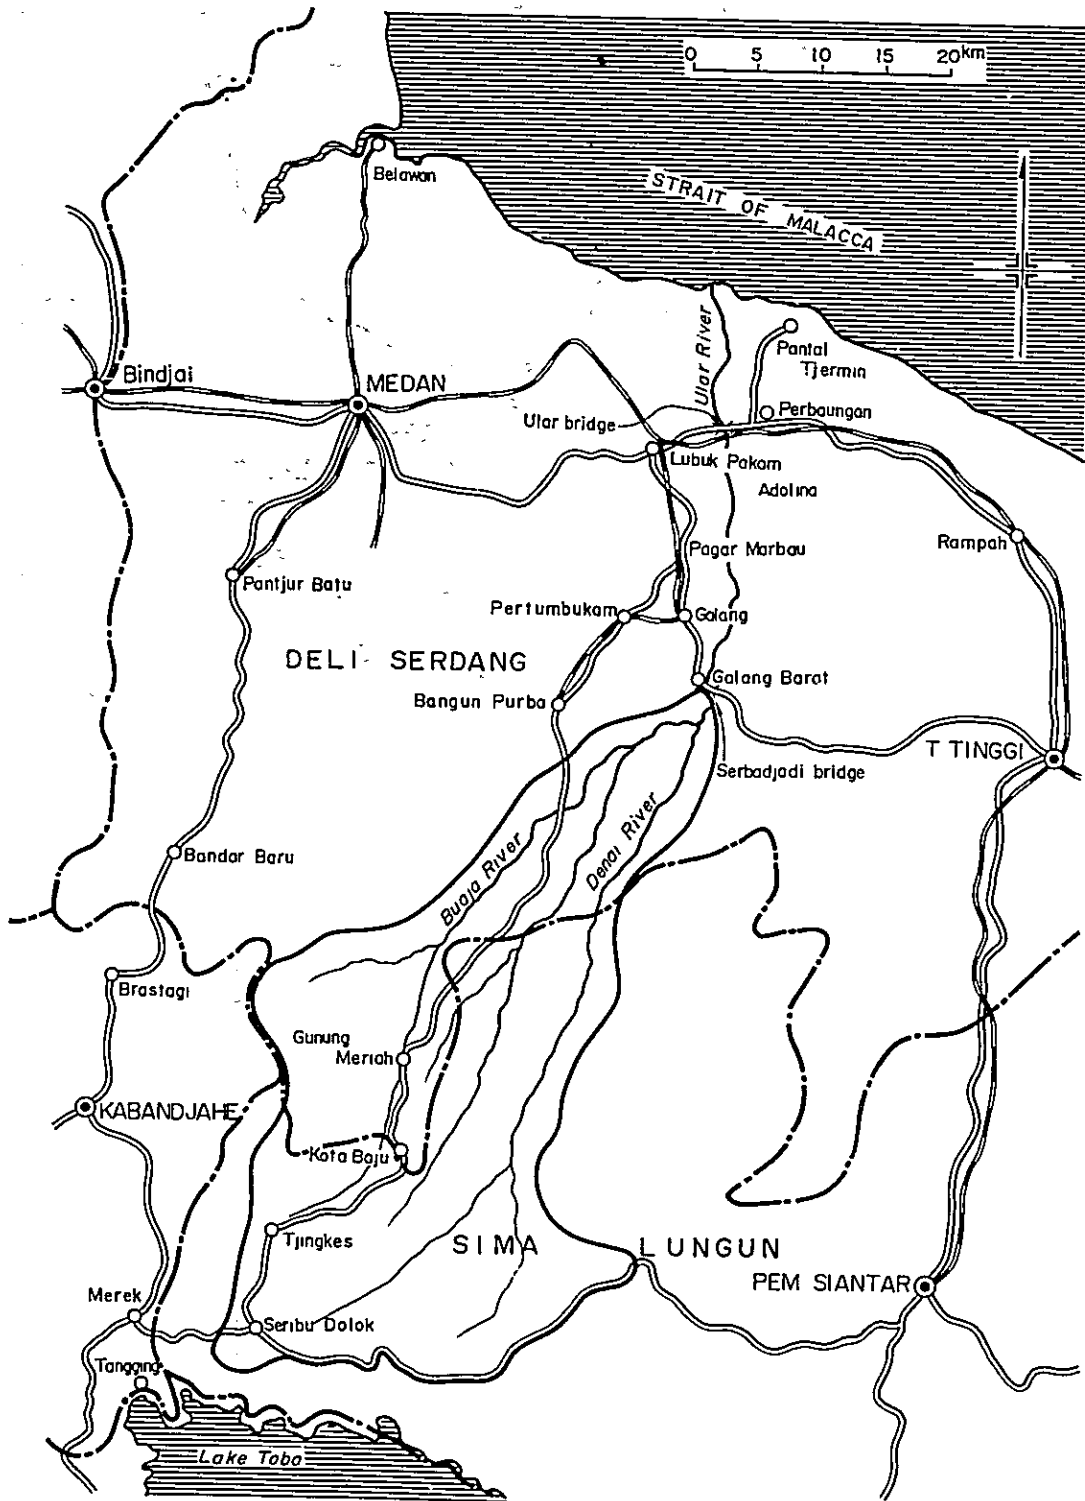 0 5 10 15 20km
Belawan
STRAIT OF MALACCA
Ular River
Pantai
Tjermin
Bindjai
MEDAN
Perbaungan
Ular bridge
Lubuk Pakam
Adolina
Rampah
Pagar Marbau
Pantjur Batu
Pertumbukam
Galang
DELI SERDANG
Galang Barat
Bangun Purba
T TINGGI
Serbadjadi bridge
Buaja River
Denai River
Bandar Baru
Brastagi
Gunung
Meriah
KABANDJAHE
Kota Baju
Tjingkes
SIMA LUNGUN
PEM SIANTAR
Merek
Seribu Dolok
Tangging
Lake Toba